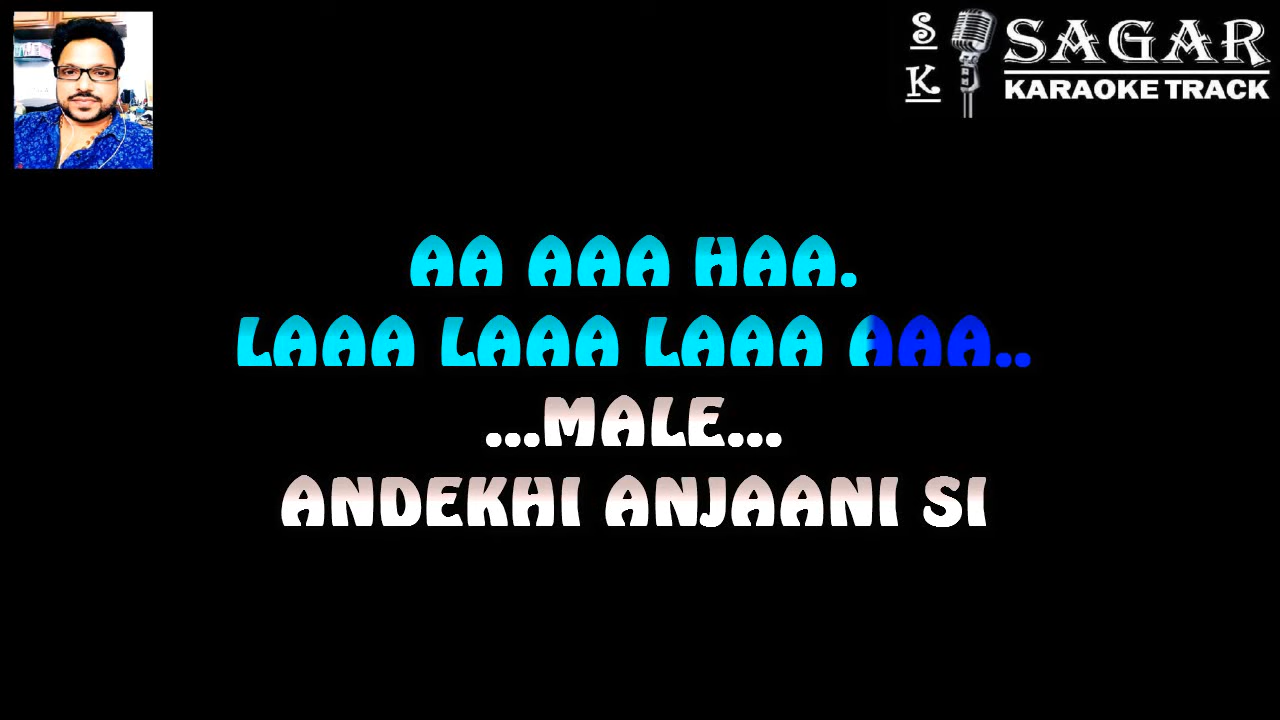 S K
SAGAR
KARAOKE TRACK
AA AAA HAA.
LAAA LAAA LAAA AAA..
...MALE...
ANDEKHI ANJAANI SI